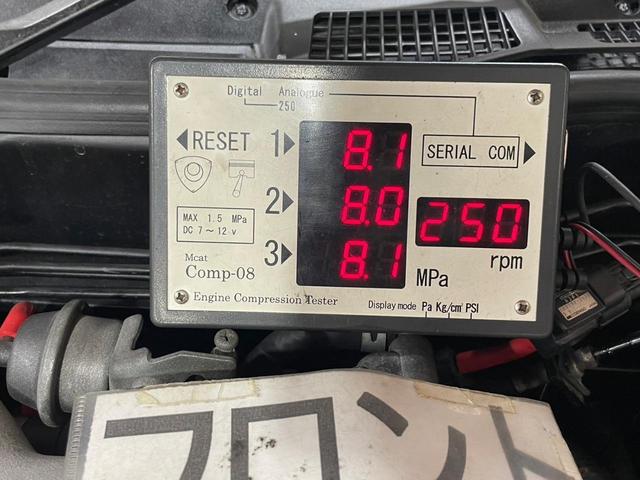 Digital Analogue
250
◀RESET
1▶
8.1
SERIAL COM ▶
2▶
8.0
250
rpm
MAX 1.5 MPa
DC 7～12 v
3▶
8.1
MPa
Mcat
Comp-08
Engine Compression Tester
Display mode Pa Kg/cm² PSI
フロント